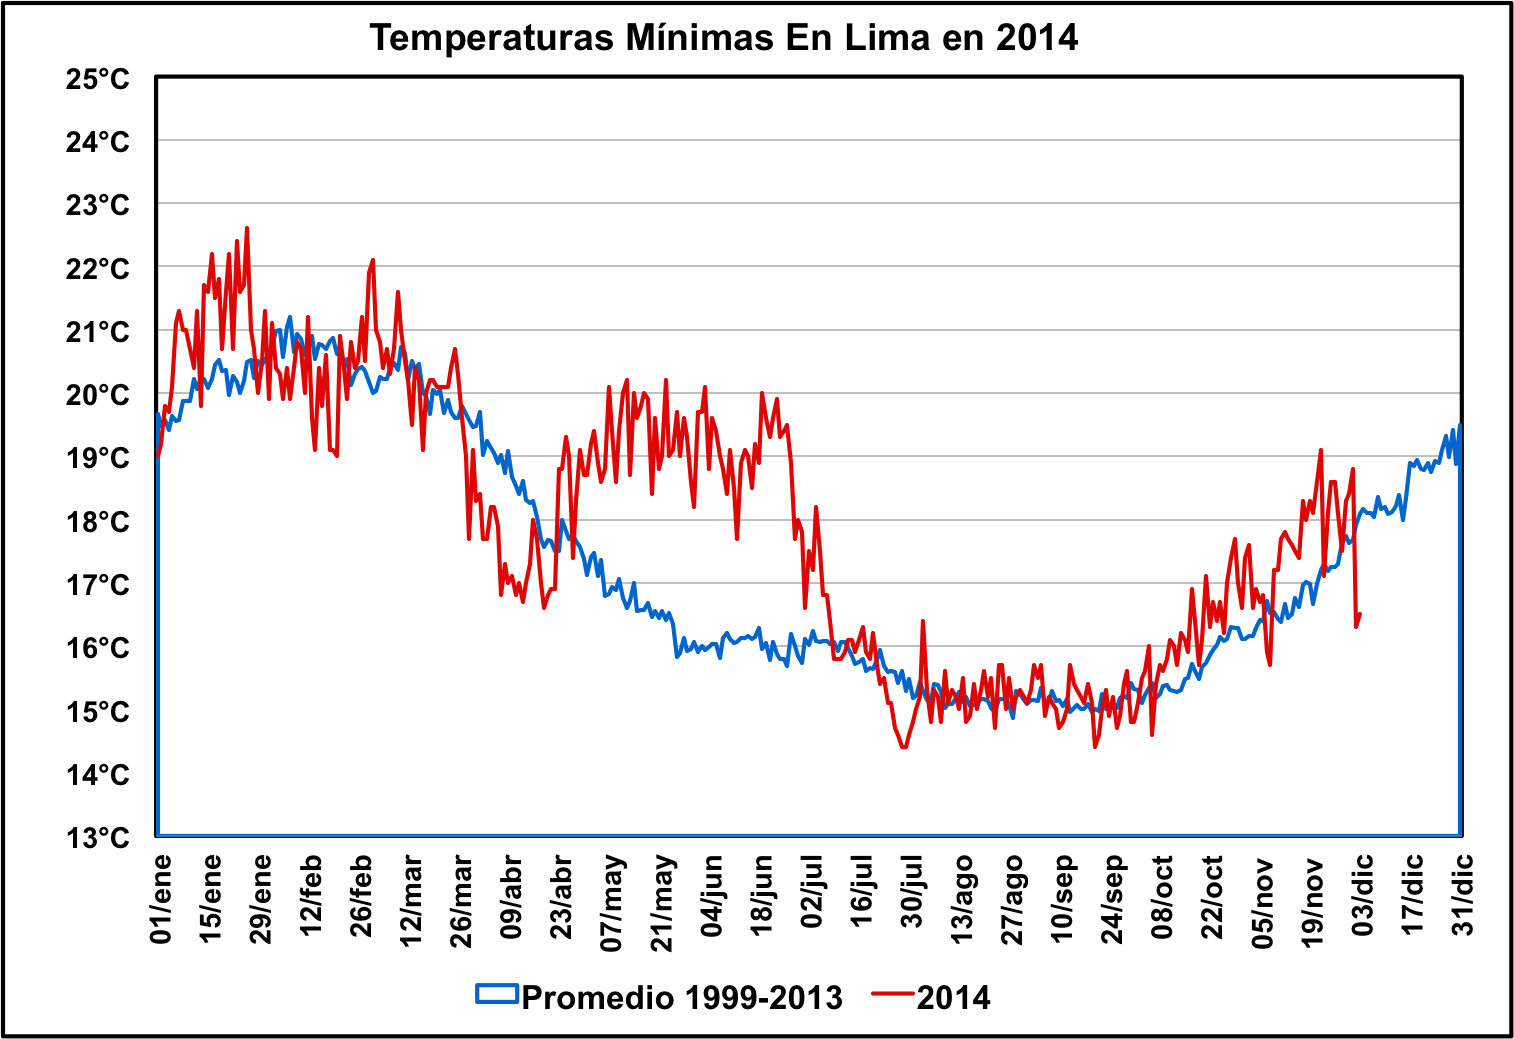 Temperaturas Mínimas En Lima en 2014
25°C
24°C
23°C
22°C
21°C
20°C
19°C
18°C
17°C
16°C
15°C
14°C
13°C
01/ene
15/ene
29/ene
12/feb
26/feb
12/mar
26/mar
09/abr
23/abr
07/may
21/may
04/jun
18/jun
02/jul
16/jul
30/jul
13/ago
27/ago
10/sep
24/sep
08/oct
22/oct
05/nov
19/nov
03/dic
17/dic
31/dic
Promedio 1999-2013 2014